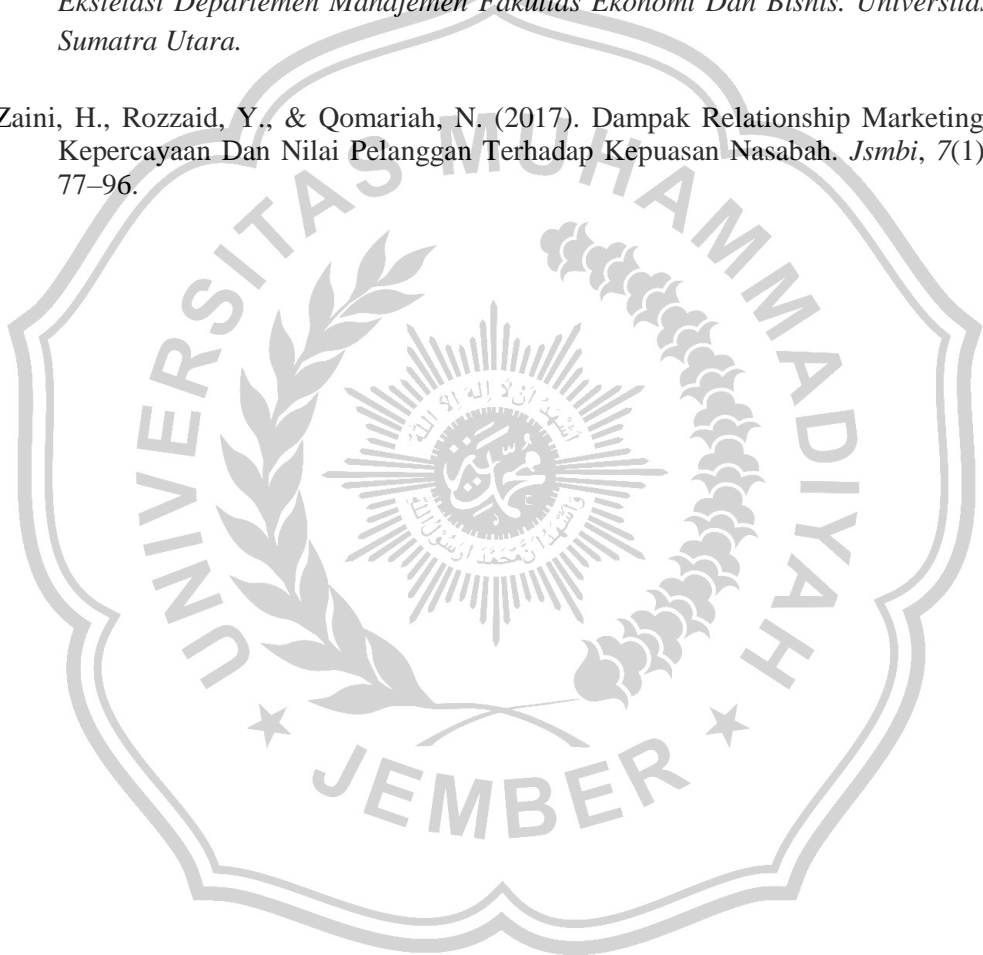 Ekstetasi Departemen Manajemen Fakultas Ekonomi Dan Bisnis. Universitas
Sumatra Utara.
Zaini, H., Rozzaid, Y., & Qomariah, N. (2017). Dampak Relationship Marketing
Kepercayaan Dan Nilai Pelanggan Terhadap Kepuasan Nasabah. Jsmbi, 7(1)
77–96.
UNIVERSITAS MUHAMMADIYAH
JEMBER